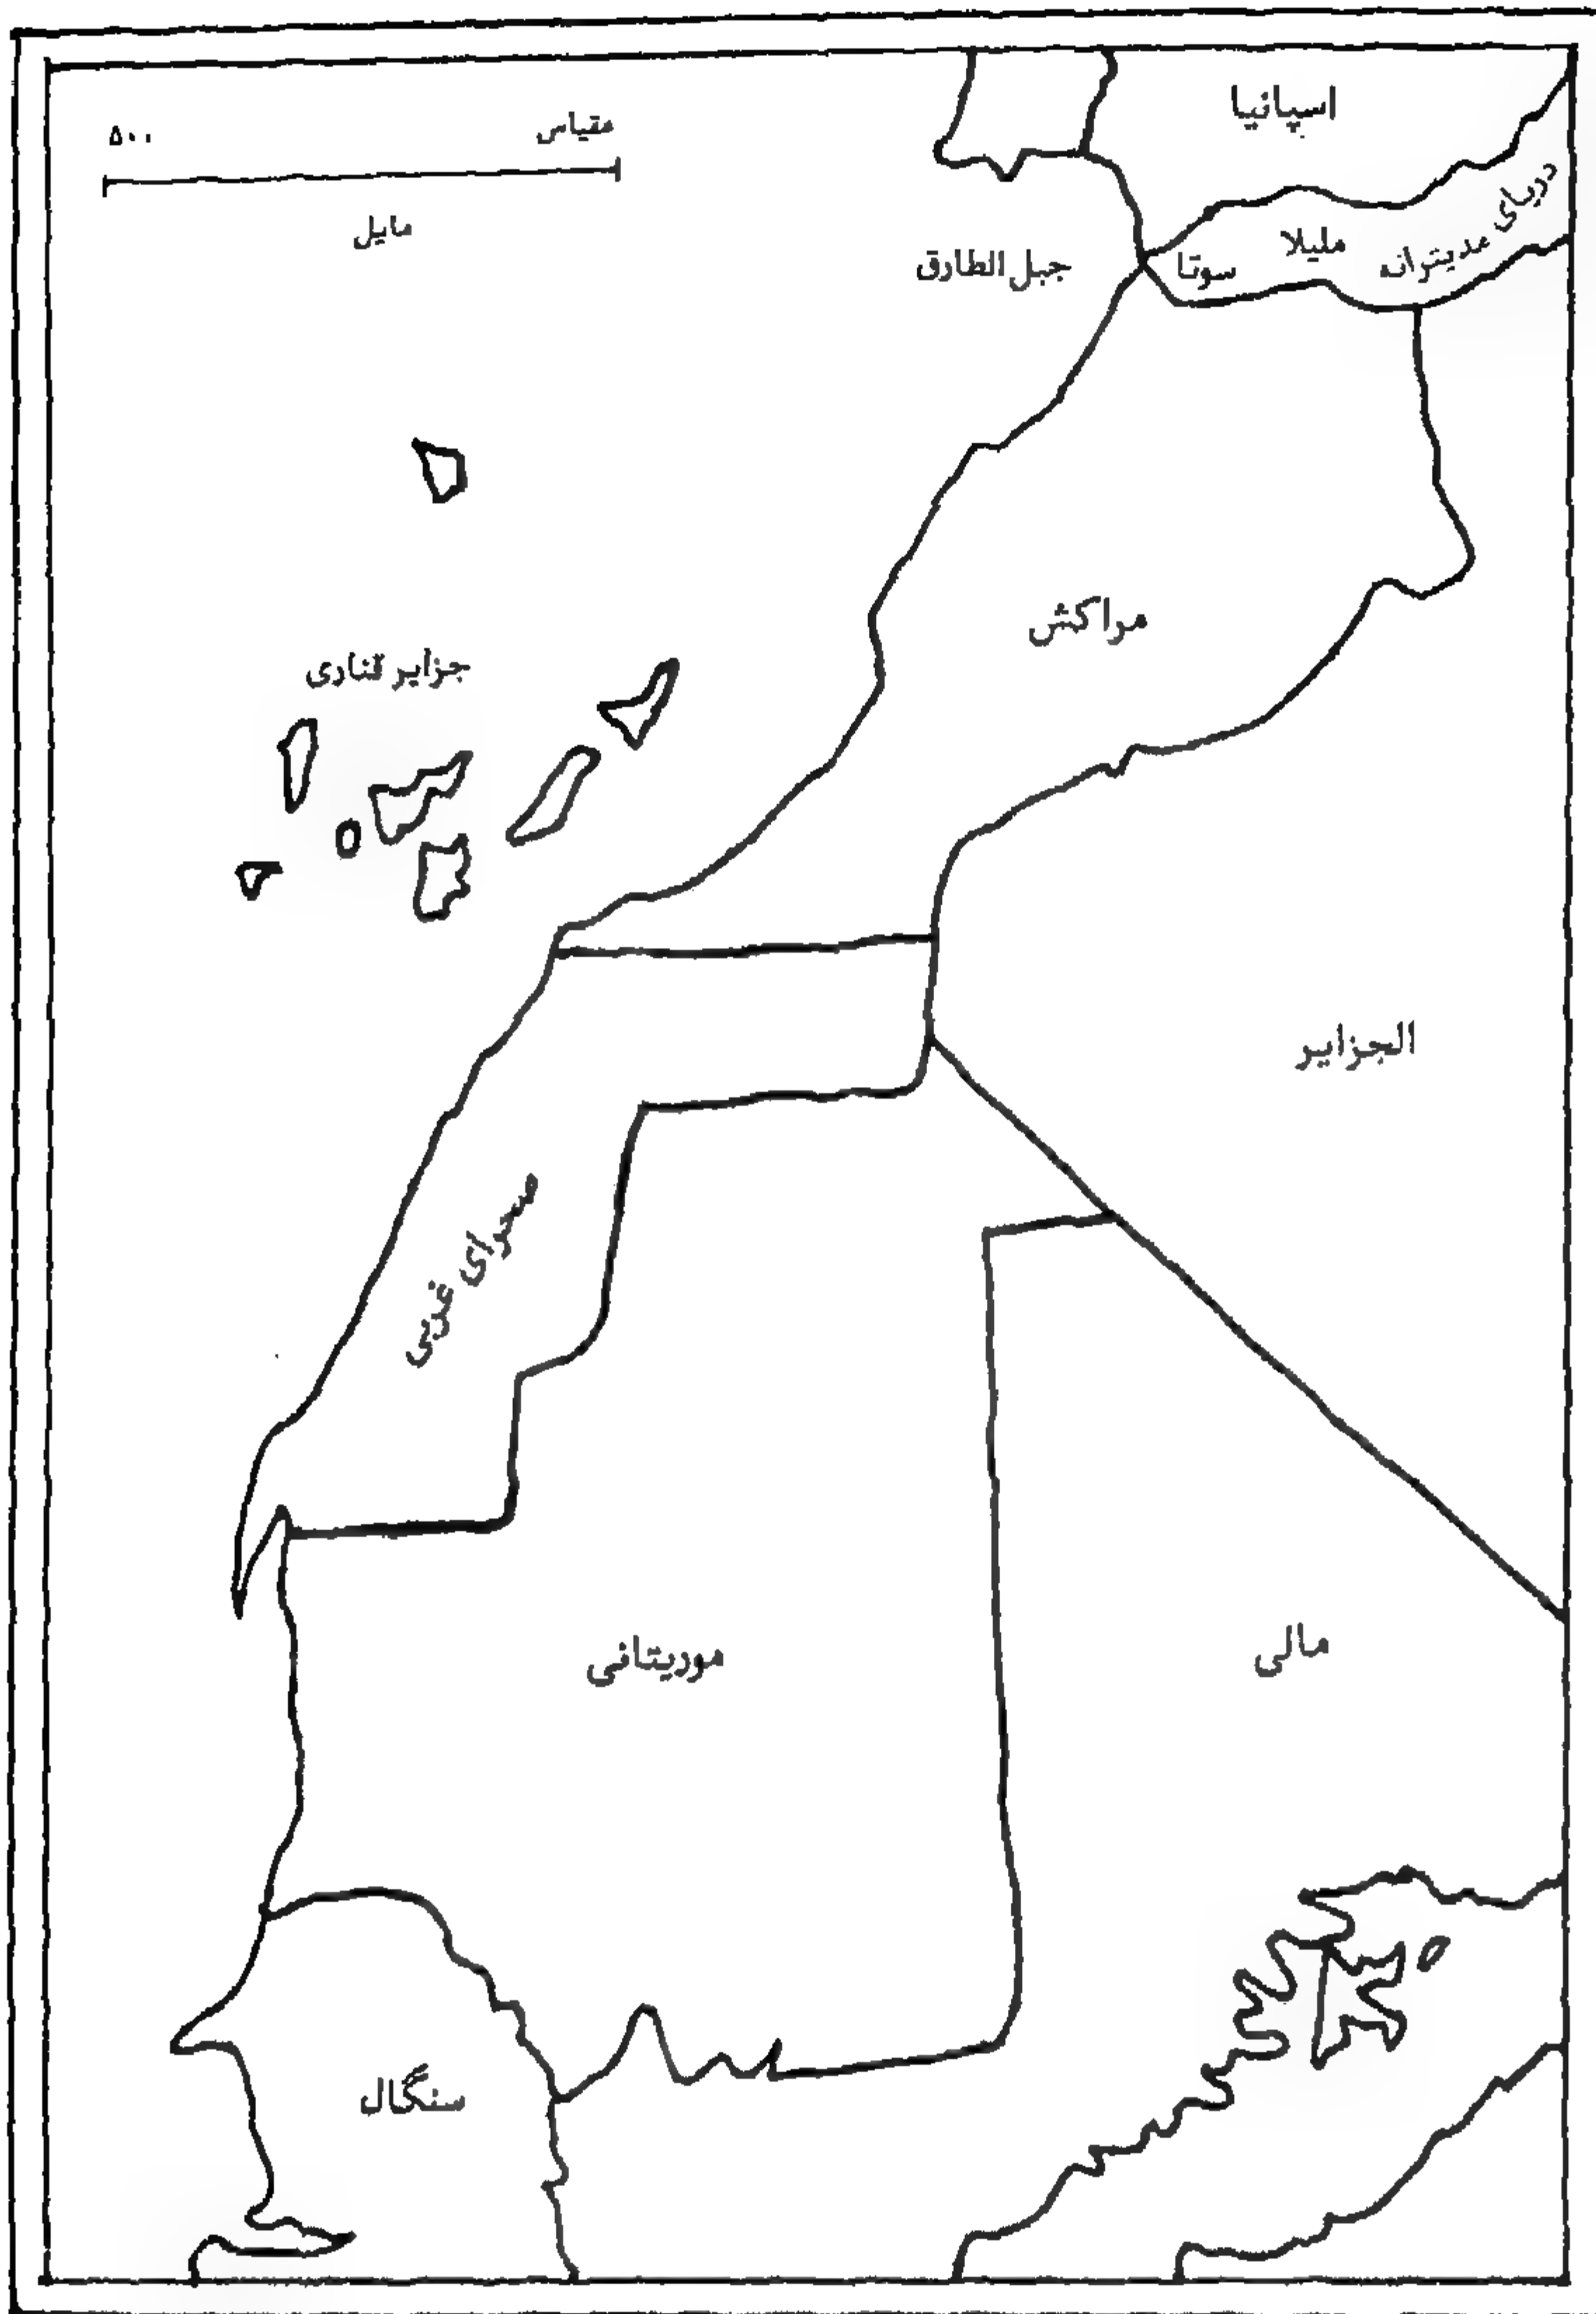 اسپانیا
مقیاس
۵۰۰
مایل
دریای مدیترانه
ملیلا
سوتا
جبل الطارق
مراکش
جزایر قناری
الجزایر
صحرای غربی
مالی
موریتانی
سنگال